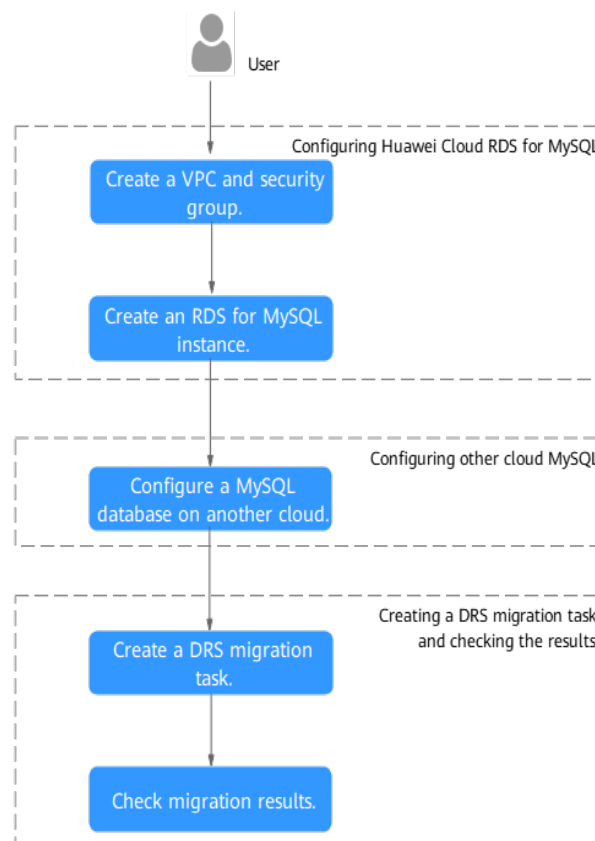 User
Configuring Huawei Cloud RDS for MySQL
Create a VPC and security
group.
Create an RDS for MySQL
instance.
Configuring other cloud MySQL
Configure a MySQL
database on another cloud.
Creating a DRS migration task
and checking the results
Create a DRS migration
task.
Check migration results.